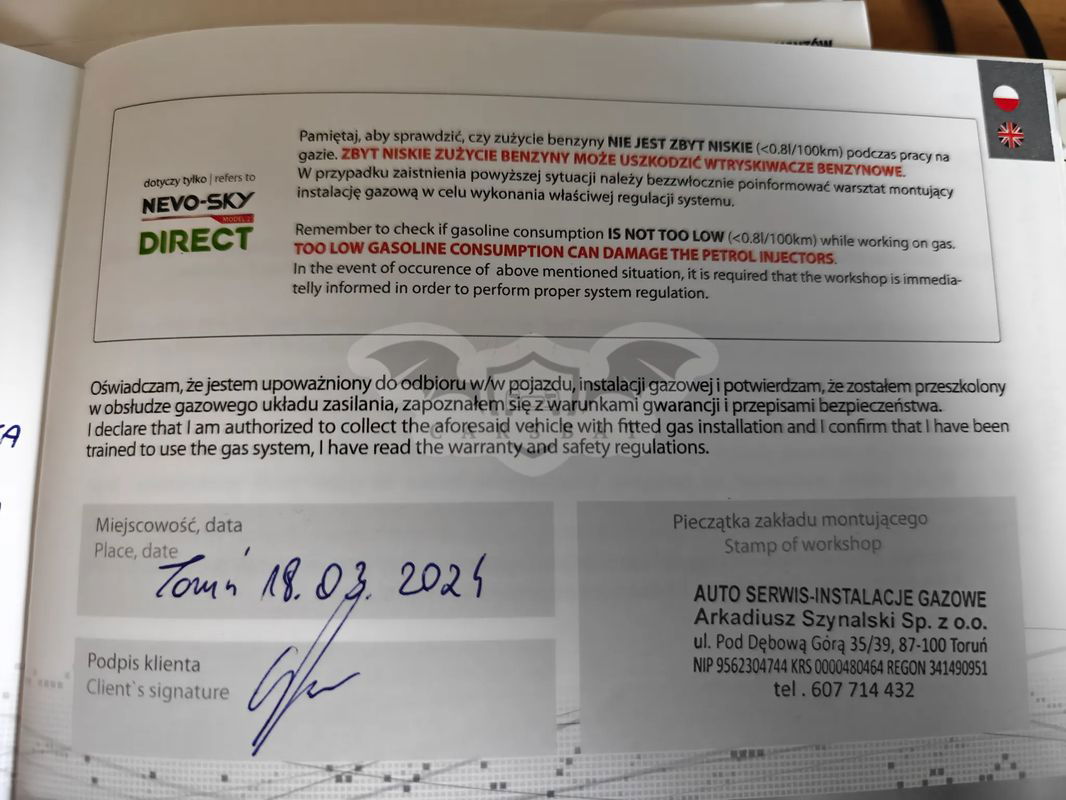 Pamiętaj, aby sprawdzić, czy zużycie benzyny NIE JEST ZBYT NISKIE (<0.8l/100km) podczas pracy na
gazie. ZBYT NISKIE ZUŻYCIE BENZYNY MOŻE USZKODZIĆ WTRYSKIWACZE BENZYNOWE.
W przypadku zaistnienia powyższej sytuacji należy bezzwłocznie poinformować warsztat montujący
instalację gazową w celu wykonania właściwej regulacji systemu.
dotyczy tylko | refers to
NEVO-SKY
MODEL 2
DIRECT
Remember to check if gasoline consumption IS NOT TOO LOW (<0.8l/100km) while working on gas.
TOO LOW GASOLINE CONSUMPTION CAN DAMAGE THE PETROL INJECTORS.
In the event of occurence of above mentioned situation, it is required that the workshop is immedia-
telly informed in order to perform proper system regulation.
Oświadczam, że jestem upoważniony do odbioru w/w pojazdu, instalacji gazowej i potwierdzam, że zostałem przeszkolony
w obsłudze gazowego układu zasilania, zapoznałem się z warunkami gwarancji i przepisami bezpieczeństwa.
I declare that I am authorized to collect the aforesaid vehicle with fitted gas installation and I confirm that I have been
trained to use the gas system, I have read the warranty and safety regulations.
CARSBAT
Miejscowość, data
Place, date
Toruń 18.03.2024
Pieczątka zakładu montującego
Stamp of workshop
AUTO SERWIS-INSTALACJE GAZOWE
Arkadiusz Szynalski Sp. z o.o.
ul. Pod Dębową Górą 35/39, 87-100 Toruń
NIP 9562304744 KRS 0000480464 REGON 341490951
tel . 607 714 432
Podpis klienta
Client`s signature